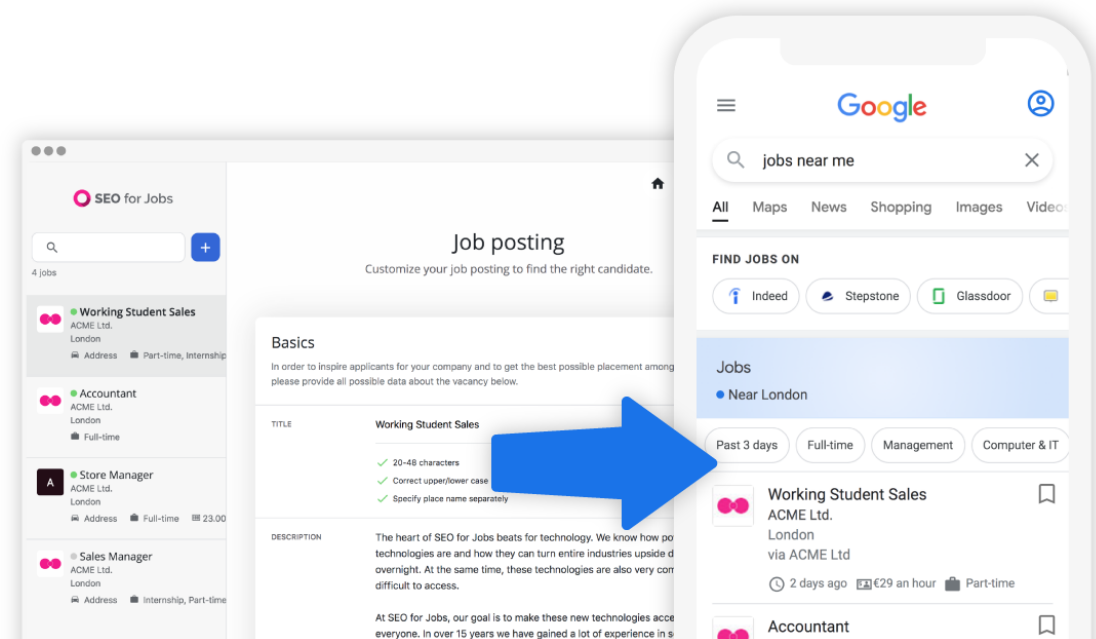 SEO for Jobs
+
4 jobs
Working Student Sales
ACME Ltd.
London
Address Part-time, Internship
Accountant
ACME Ltd.
London
Full-time
A
Store Manager
ACME Ltd.
London
Address Full-time 23.00
Sales Manager
ACME Ltd.
London
Address Internship, Part-time
Job posting
Customize your job posting to find the right candidate.
Basics
In order to inspire applicants for your company and to get the best possible placement among
please provide all possible data about the vacancy below.
TITLE
Working Student Sales
20-48 characters
Correct upper/lower case
Specify place name separately
DESCRIPTION
The heart of SEO for Jobs beats for technology. We know how
technologies are and how they can turn entire industries upside
overnight. At the same time, these technologies are also very
difficult to access.
At SEO for Jobs, our goal is to make these new technologies
everyone. In over 15 years we have gained a lot of experience in
Google
jobs near me
All Maps News Shopping Images Videos
FIND JOBS ON
Indeed Stepstone Glassdoor
Jobs
Near London
Past 3 days Full-time Management Computer & IT
Working Student Sales
ACME Ltd.
London
via ACME Ltd
2 days ago €29 an hour Part-time
Accountant